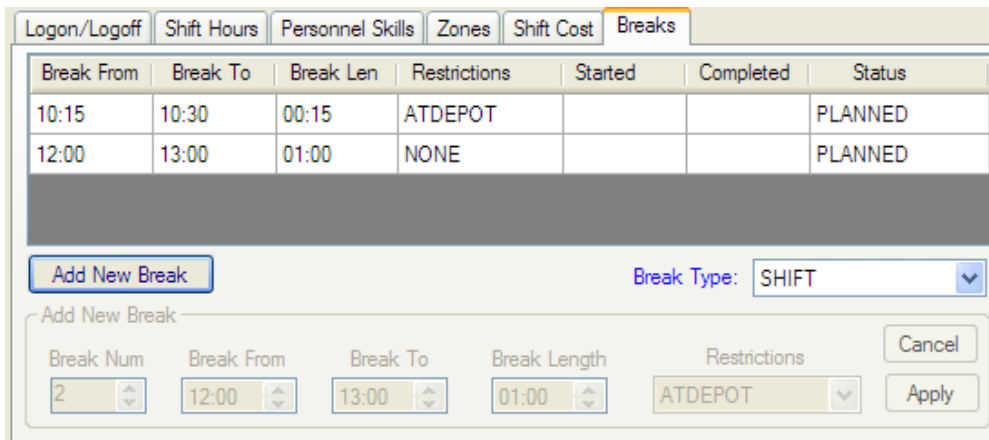 Logon/Logoff Shift Hours Personnel Skills Zones Shift Cost Breaks
Break From Break To Break Len Restrictions Started Completed Status
10:15 10:30 00:15 ATDEPOT PLANNED
12:00 13:00 01:00 NONE PLANNED
Add New Break Break Type: SHIFT
Add New Break
Break Num Break From Break To Break Length Restrictions Cancel
2 12:00 13:00 01:00 ATDEPOT Apply